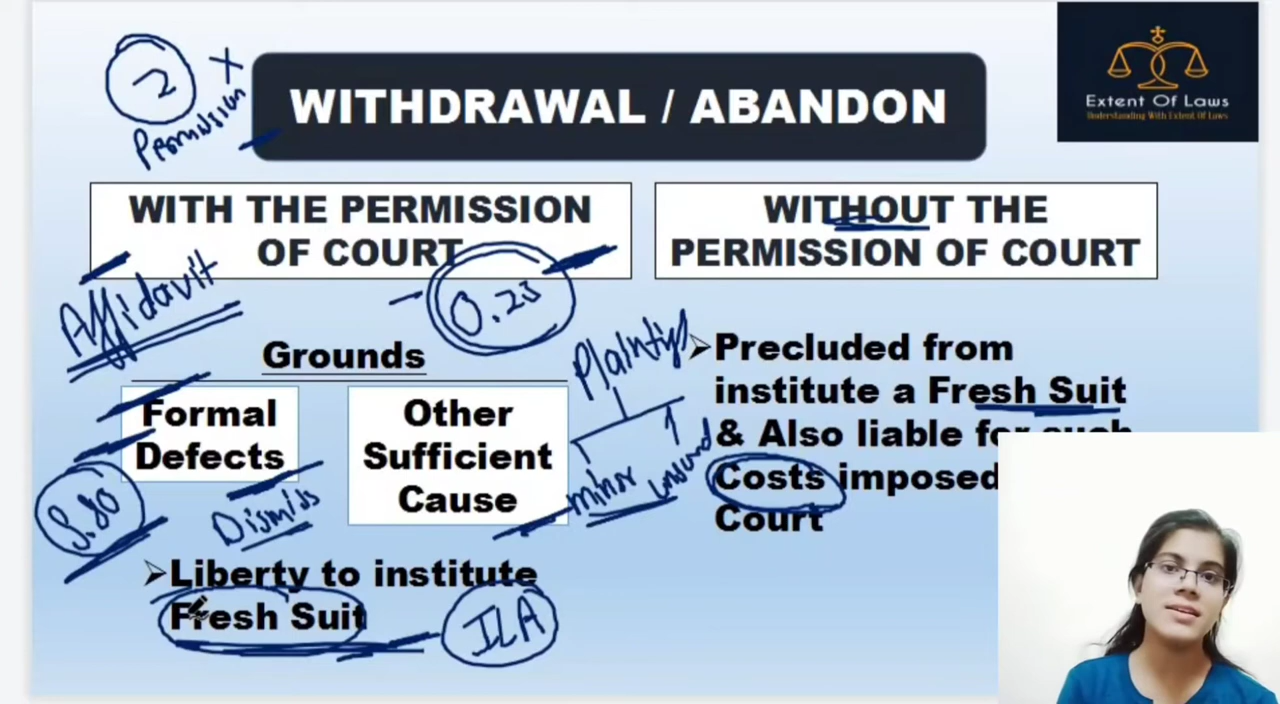 2 x
Permission
WITHDRAWAL / ABANDON
Extent Of Laws
Understanding With Extent Of Laws
WITH THE PERMISSION
OF COURT
Affidavit
O.23
Grounds
Formal
Defects
Other
Sufficient
Cause
S.80
Dismiss
Liberty to institute
Fresh Suit
ILA
WITHOUT THE
PERMISSION OF COURT
Plaintiff
minor unsound
Precluded from
institute a Fresh Suit
& Also liable for such
Costs imposed
Court